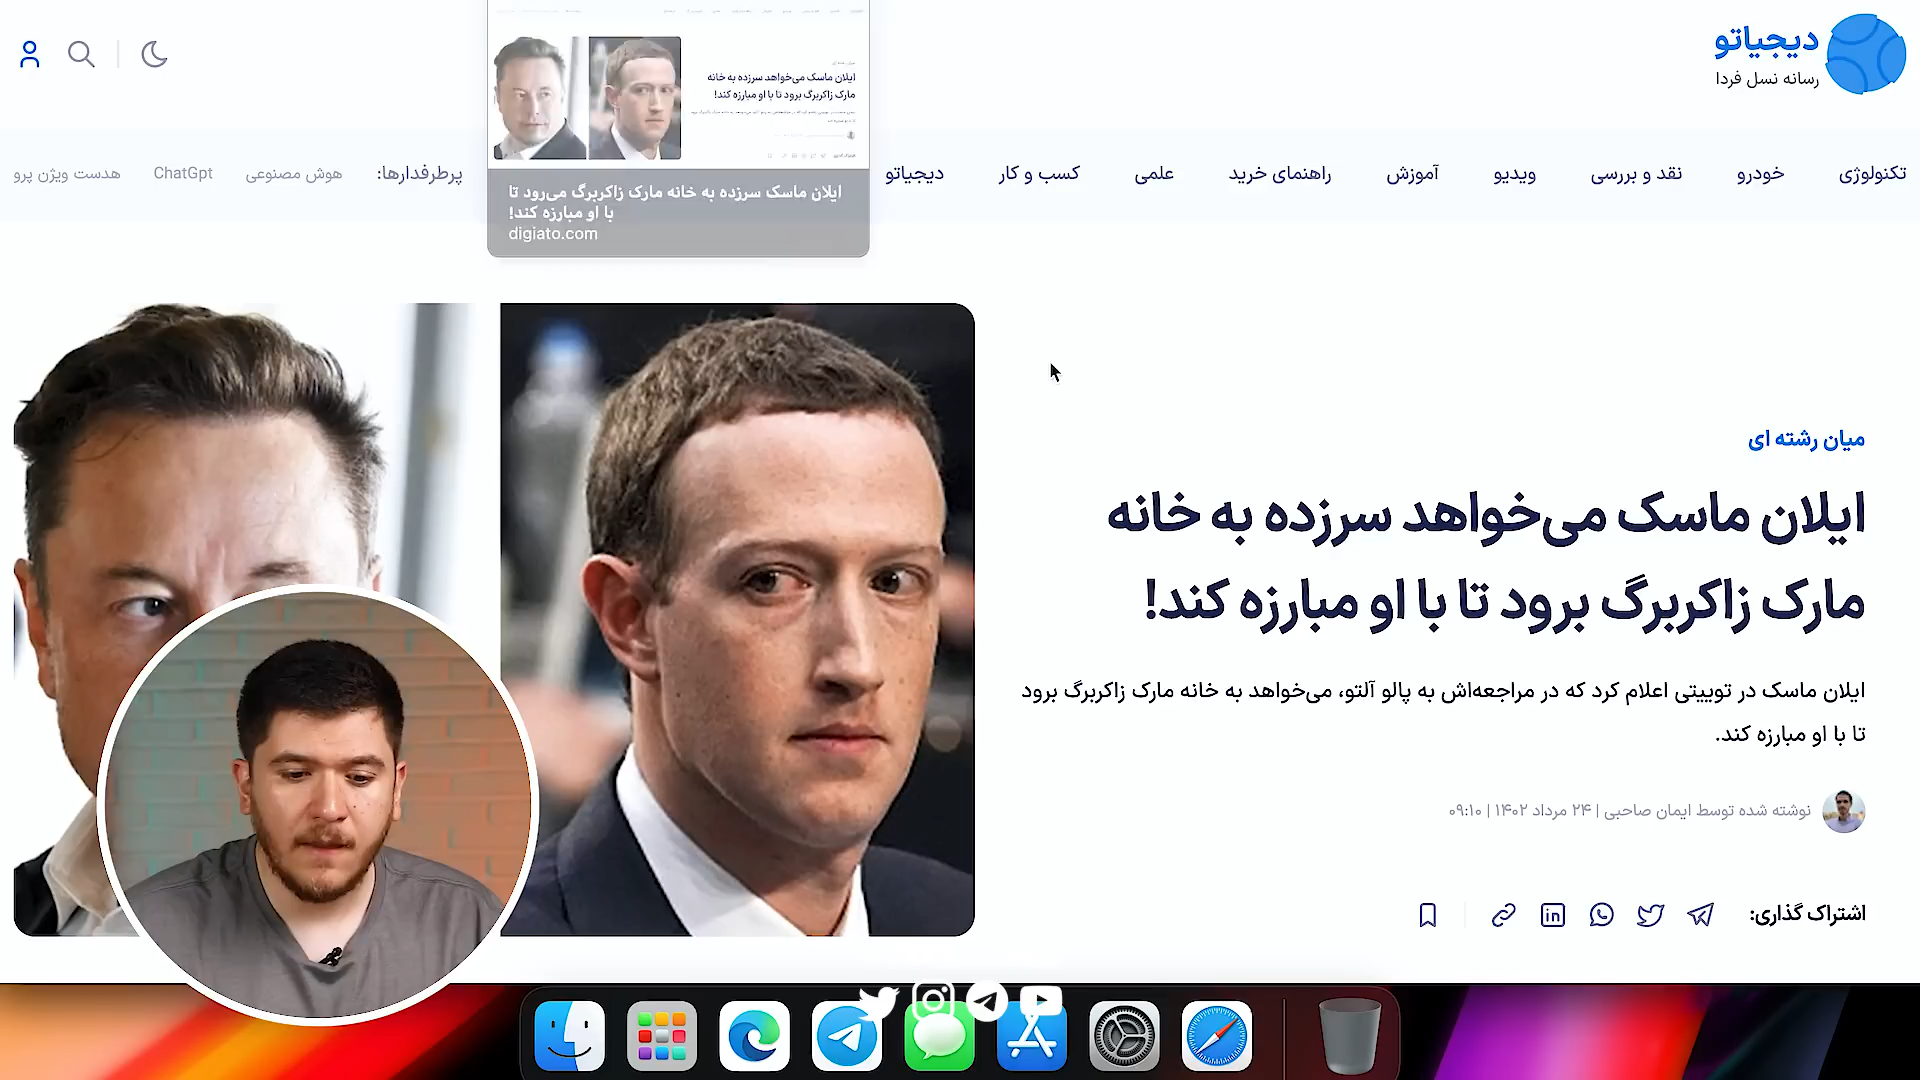 دیجیاتو
رسانه نسل فردا
ایلان ماسک می‌خواهد سرزده به خانه
مارک زاکربرگ برود تا با او مبارزه کند!
ایلان ماسک سرزده به خانه مارک زاکربرگ می‌رود تا
با او مبارزه کند!
digiato.com
تکنولوژی
خودرو
نقد و بررسی
ویدیو
آموزش
راهنمای خرید
علمی
کسب و کار
دیجیاتو
پرطرفدارها:
هوش مصنوعی
ChatGpt
هدست ویژن پرو
میان رشته ای
ایلان ماسک می‌خواهد سرزده به خانه
مارک زاکربرگ برود تا با او مبارزه کند!
ایلان ماسک در توییتی اعلام کرد که در مراجعه‌اش به پالو آلتو، می‌خواهد به خانه مارک زاکربرگ برود
تا با او مبارزه کند.
نوشته شده توسط ایمان صاحبی | ۲۴ مرداد ۱۴۰۲ | ۰۹:۱۰
اشتراک گذاری: